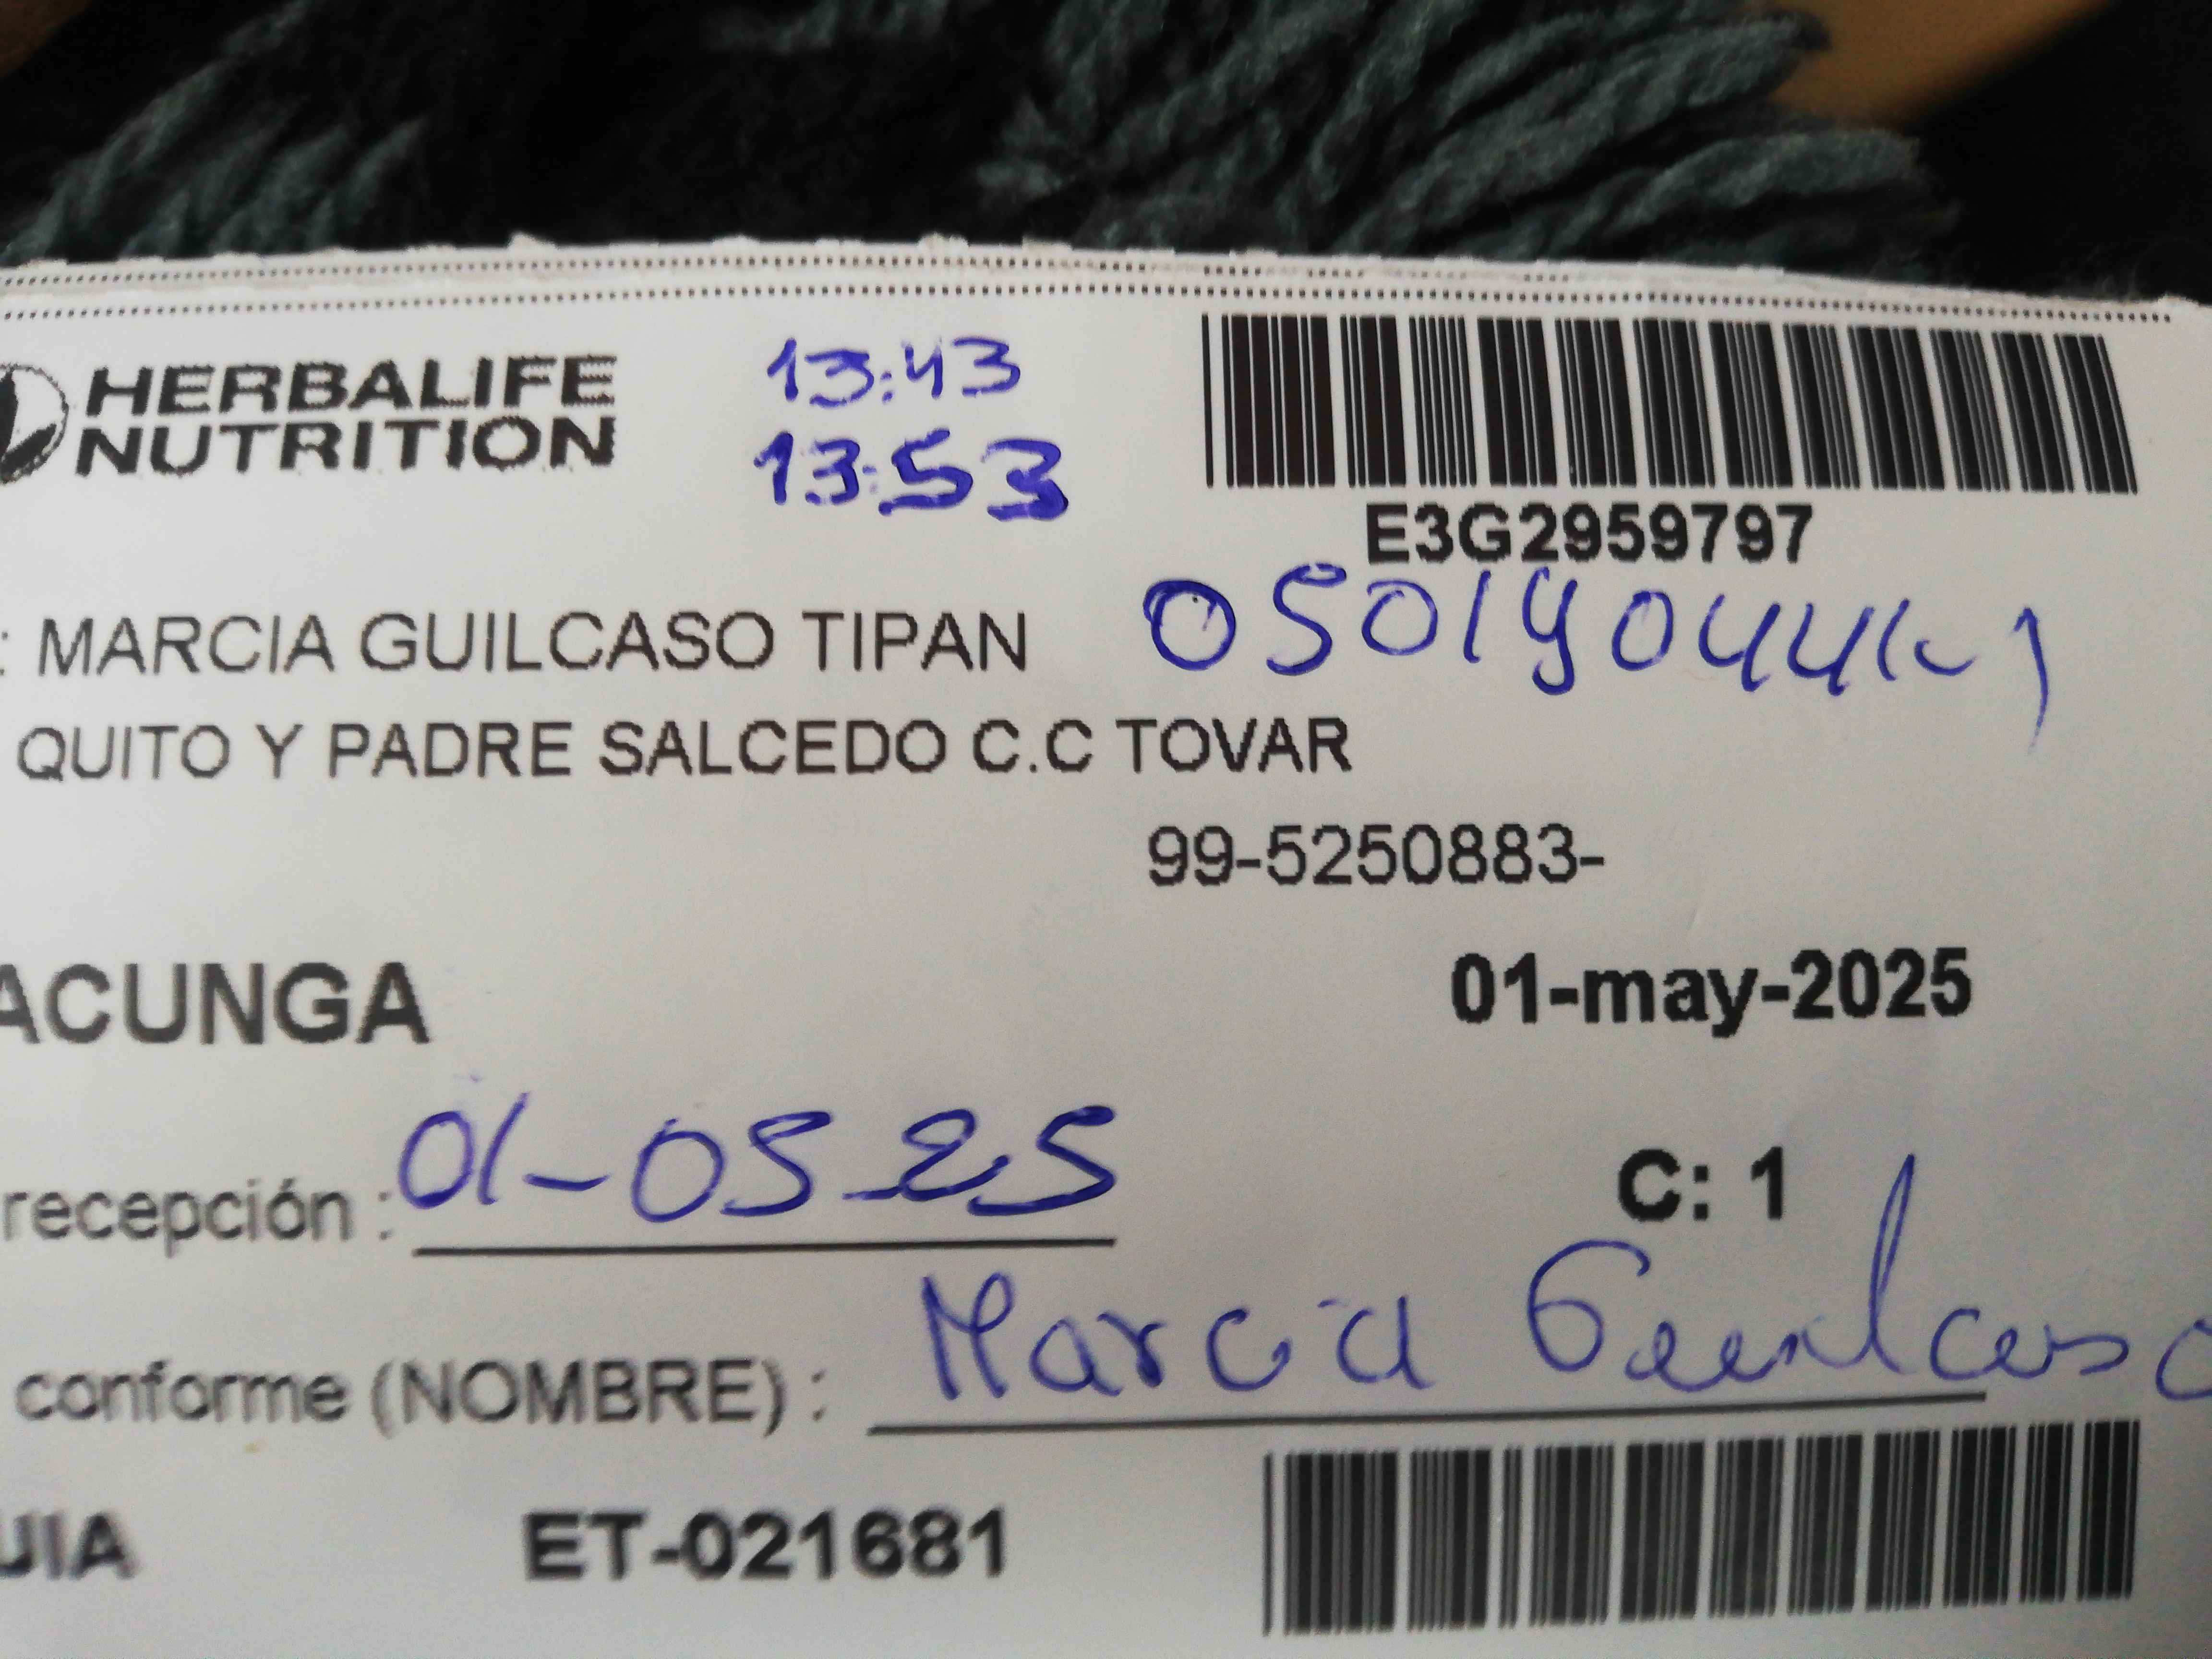 HERBALIFE
NUTRITION
13:43
13:53
E3G2959797
: MARCIA GUILCASO TIPAN
QUITO Y PADRE SALCEDO C.C TOVAR
99-5250883-
ACUNGA
01-may-2025
recepción : 01-05-25
C: 1
conforme (NOMBRE) : Marcia Guilcaso
UIA
ET-021681